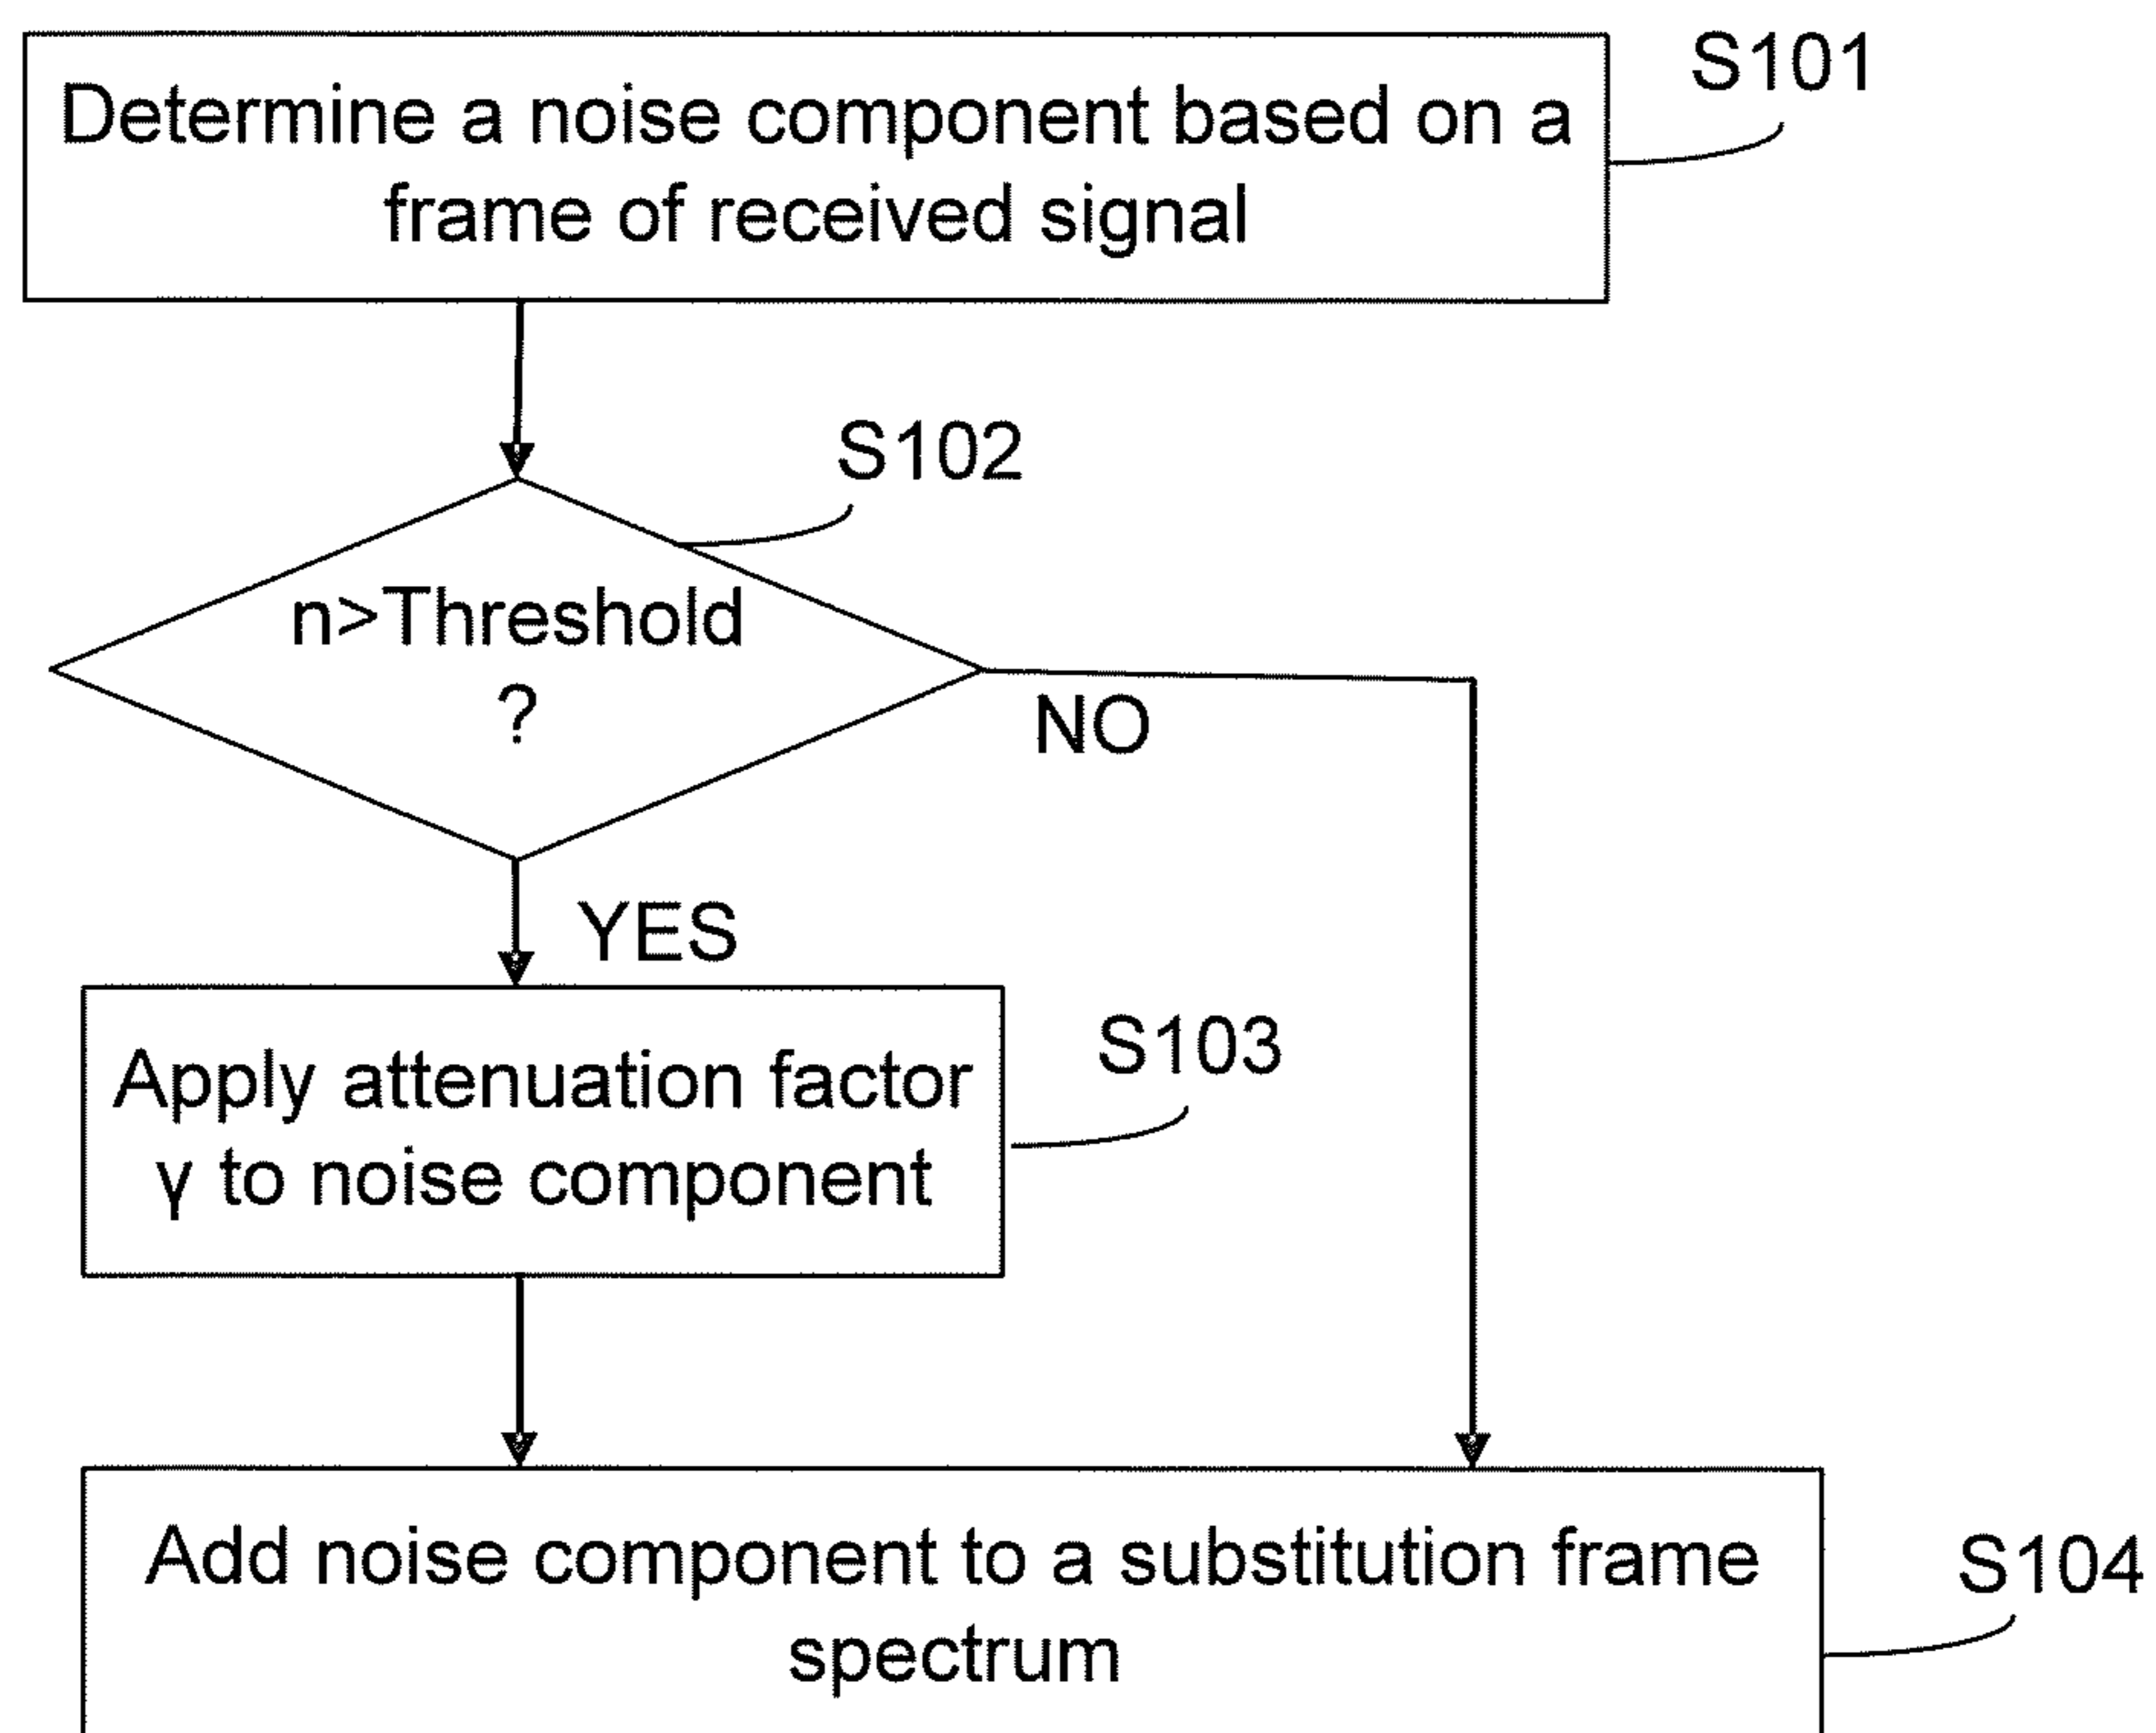 S101
Determine a noise component based on a
frame of received signal
S102
n>Threshold
?
NO
YES
S103
Apply attenuation factor
γ to noise component
Add noise component to a substitution frame
S104
spectrum